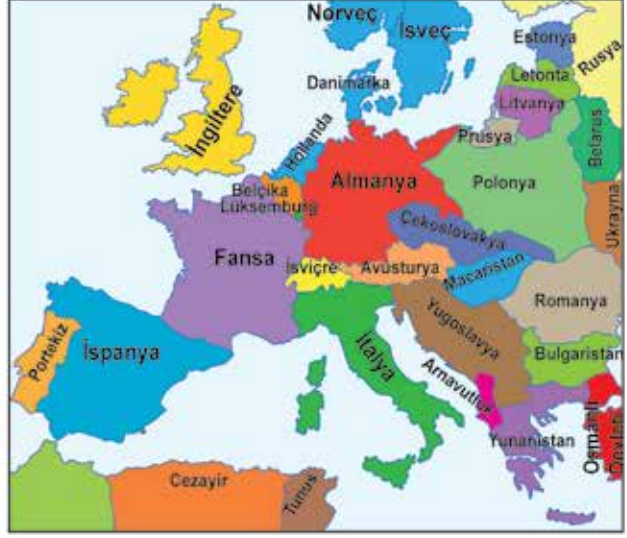 Norveç
İsveç
Estonya
Rusya
Letonta
Danimarka
Litvanya
İngiltere
Hollanda
Prusya
Belarus
Almanya
Polonya
Belçika
Lüksemburg
Ukrayna
Çekoslovakya
Fansa
İsviçre
Avusturya
Macaristan
Romanya
Portekiz
İspanya
İtalya
Yugoslavya
Bulgaristan
Arnavutluk
Yunanistan
Osmanlı
Devleti
Cezayir
Tunus